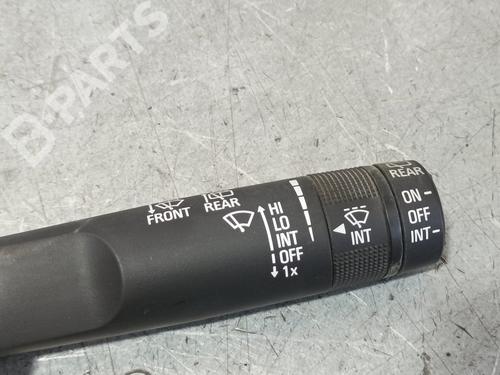 B-PARTS
FRONT
REAR
HI
LO
INT
OFF
1x
INT
REAR
ON
OFF
INT